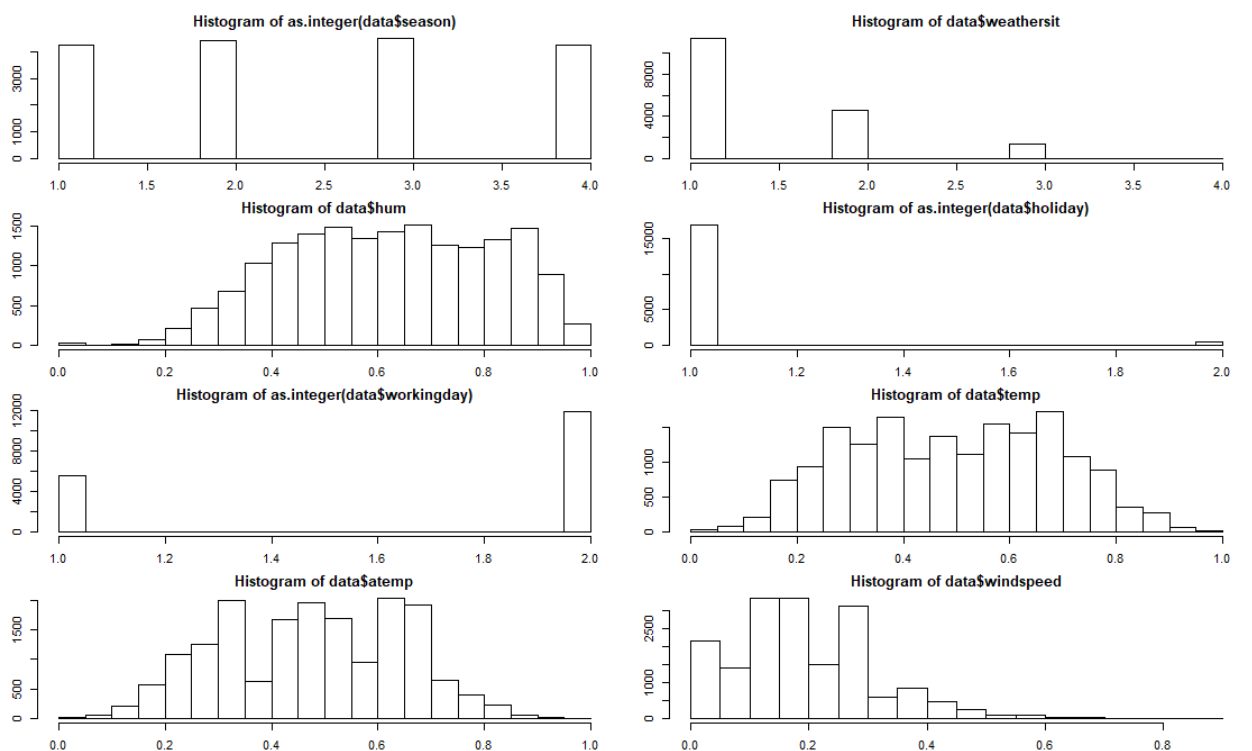 Histogram of as.integer(data$season)
0 1000 3000
1.0 1.5 2.0 2.5 3.0 3.5 4.0
Histogram of data$weathersit
0 4000 8000
1.0 1.5 2.0 2.5 3.0 3.5 4.0
Histogram of data$hum
0 500 1000 1500
0.0 0.2 0.4 0.6 0.8 1.0
Histogram of as.integer(data$holiday)
0 5000 15000
1.0 1.2 1.4 1.6 1.8 2.0
Histogram of as.integer(data$workingday)
0 4000 8000 12000
1.0 1.2 1.4 1.6 1.8 2.0
Histogram of data$temp
0 500 1000
0.0 0.2 0.4 0.6 0.8 1.0
Histogram of data$atemp
0 500 1500
0.0 0.2 0.4 0.6 0.8 1.0
Histogram of data$windspeed
0 1000 2500
0.0 0.2 0.4 0.6 0.8